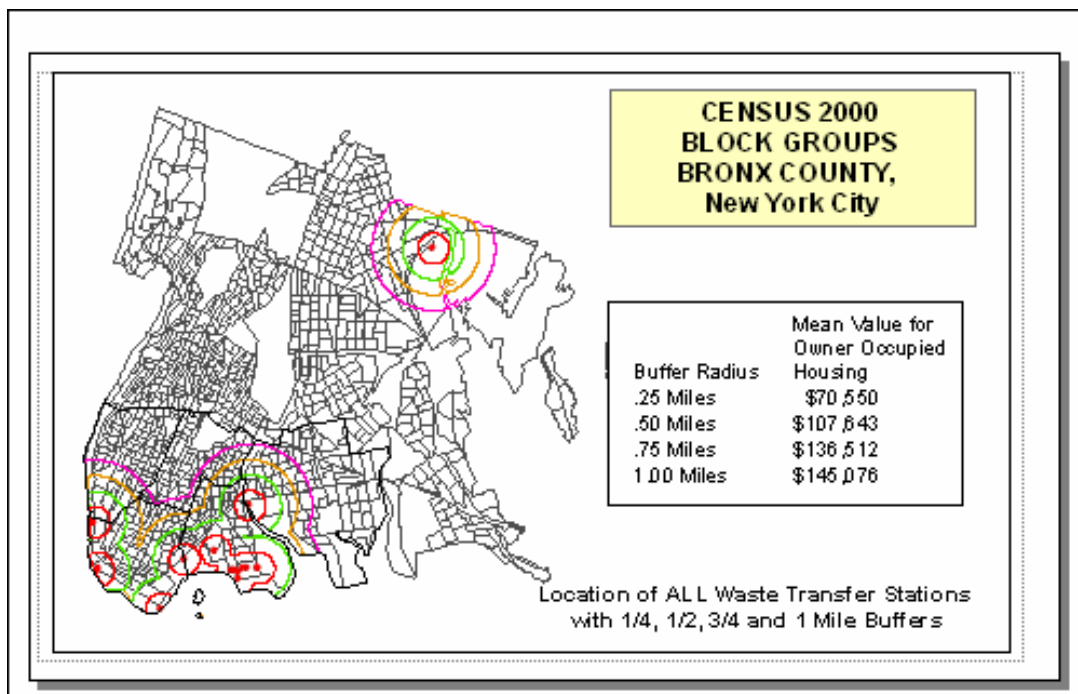 CENSUS 2000
BLOCK GROUPS
BRONX COUNTY,
New York City
Mean Value for
Owner Occupied
Buffer Radius Housing
.25 Miles $70,550
.50 Miles $107,643
.75 Miles $136,512
1.00 Miles $145,076
Location of ALL Waste Transfer Stations
with 1/4, 1/2, 3/4 and 1 Mile Buffers